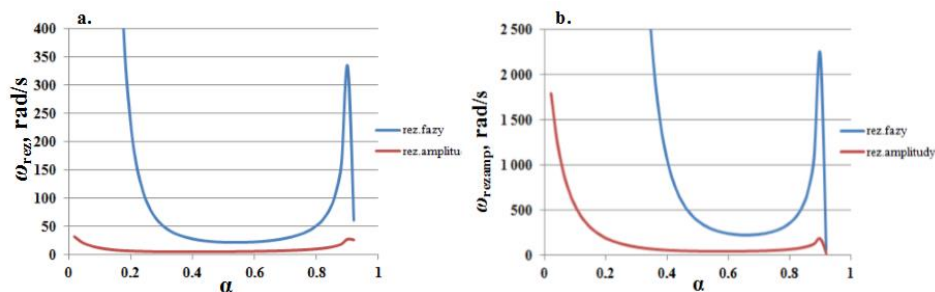 a.
400
350
300
250
200
150
100
50
0
ω_rez, rad/s
0 0.2 0.4 0.6 0.8 1
α
rez.fazy
rez.amplitu
b.
2 500
2 000
1 500
1 000
500
0
ω_rezamp, rad/s
0 0.2 0.4 0.6 0.8 1
α
rez.fazy
rez.amplitudy